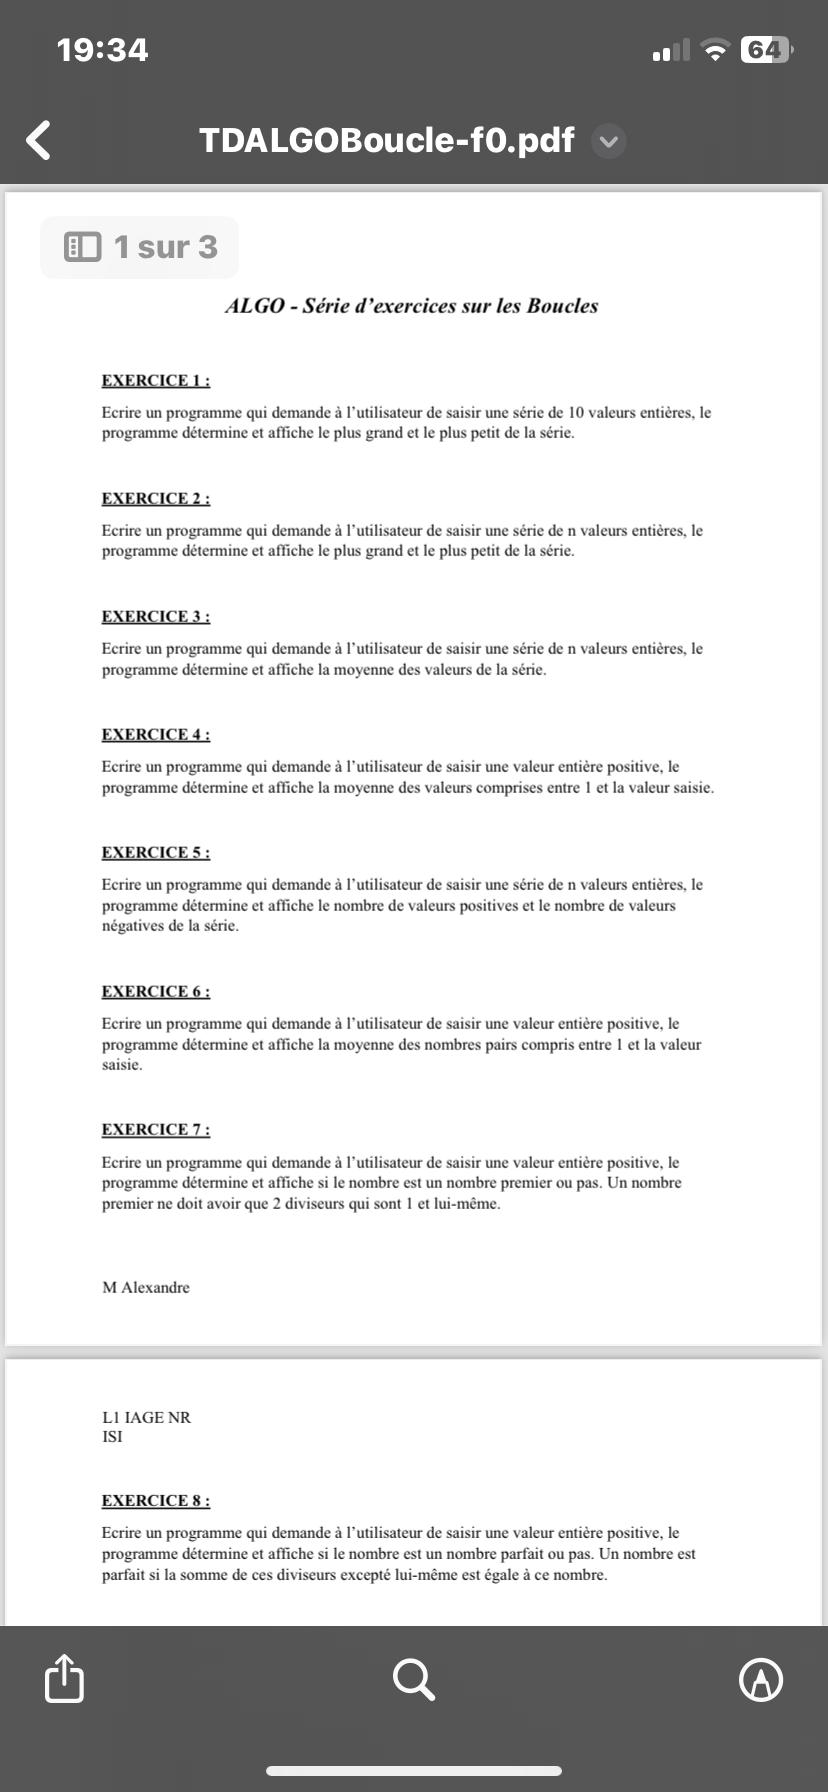 19:34
64
TDALGOBoucle-f0.pdf
1 sur 3
ALGO - Série d'exercices sur les Boucles
EXERCICE 1 :
Ecrire un programme qui demande à l'utilisateur de saisir une série de 10 valeurs entières, le
programme détermine et affiche le plus grand et le plus petit de la série.
EXERCICE 2 :
Ecrire un programme qui demande à l'utilisateur de saisir une série de n valeurs entières, le
programme détermine et affiche le plus grand et le plus petit de la série.
EXERCICE 3 :
Ecrire un programme qui demande à l'utilisateur de saisir une série de n valeurs entières, le
programme détermine et affiche la moyenne des valeurs de la série.
EXERCICE 4 :
Ecrire un programme qui demande à l'utilisateur de saisir une valeur entière positive, le
programme détermine et affiche la moyenne des valeurs comprises entre 1 et la valeur saisie.
EXERCICE 5 :
Ecrire un programme qui demande à l'utilisateur de saisir une série de n valeurs entières, le
programme détermine et affiche le nombre de valeurs positives et le nombre de valeurs
négatives de la série.
EXERCICE 6 :
Ecrire un programme qui demande à l'utilisateur de saisir une valeur entière positive, le
programme détermine et affiche la moyenne des nombres pairs compris entre 1 et la valeur
saisie.
EXERCICE 7 :
Ecrire un programme qui demande à l'utilisateur de saisir une valeur entière positive, le
programme détermine et affiche si le nombre est un nombre premier ou pas. Un nombre
premier ne doit avoir que 2 diviseurs qui sont 1 et lui-même.
M Alexandre
L1 IAGE NR
ISI
EXERCICE 8 :
Ecrire un programme qui demande à l'utilisateur de saisir une valeur entière positive, le
programme détermine et affiche si le nombre est un nombre parfait ou pas. Un nombre est
parfait si la somme de ces diviseurs excepté lui-même est égale à ce nombre.